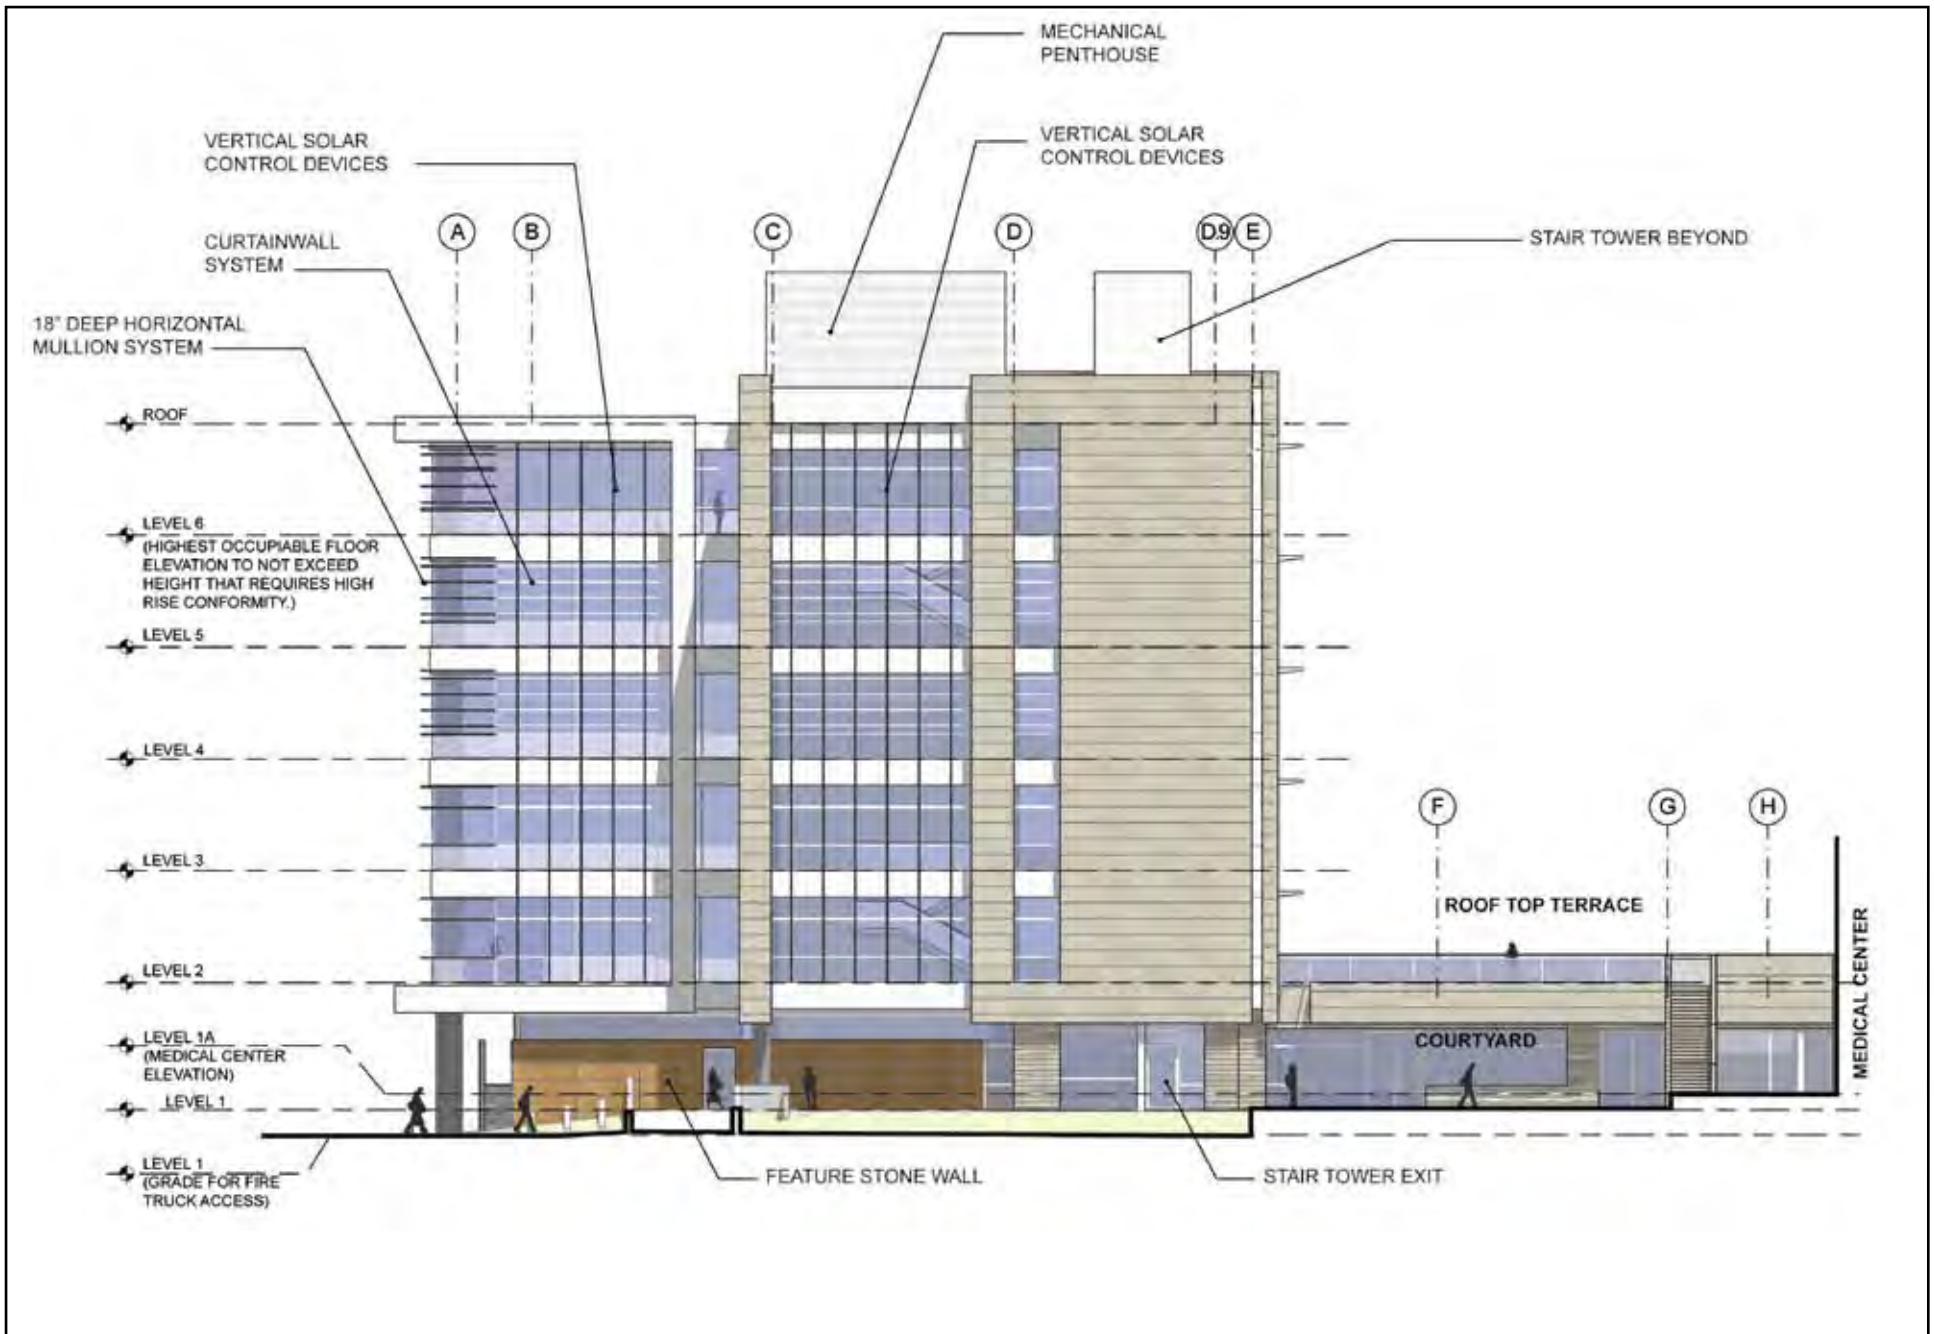 MECHANICAL
PENTHOUSE
VERTICAL SOLAR
CONTROL DEVICES
VERTICAL SOLAR
CONTROL DEVICES
A
B
C
D
D.9
E
STAIR TOWER BEYOND
CURTAINWALL
SYSTEM
18" DEEP HORIZONTAL
MULLION SYSTEM
ROOF
LEVEL 6
(HIGHEST OCCUPIABLE FLOOR
ELEVATION TO NOT EXCEED
HEIGHT THAT REQUIRES HIGH
RISE CONFORMITY.)
LEVEL 5
LEVEL 4
F
G
H
LEVEL 3
ROOF TOP TERRACE
LEVEL 2
MEDICAL CENTER
LEVEL 1A
(MEDICAL CENTER
ELEVATION)
COURTYARD
LEVEL 1
LEVEL 1
(GRADE FOR FIRE
TRUCK ACCESS)
FEATURE STONE WALL
STAIR TOWER EXIT